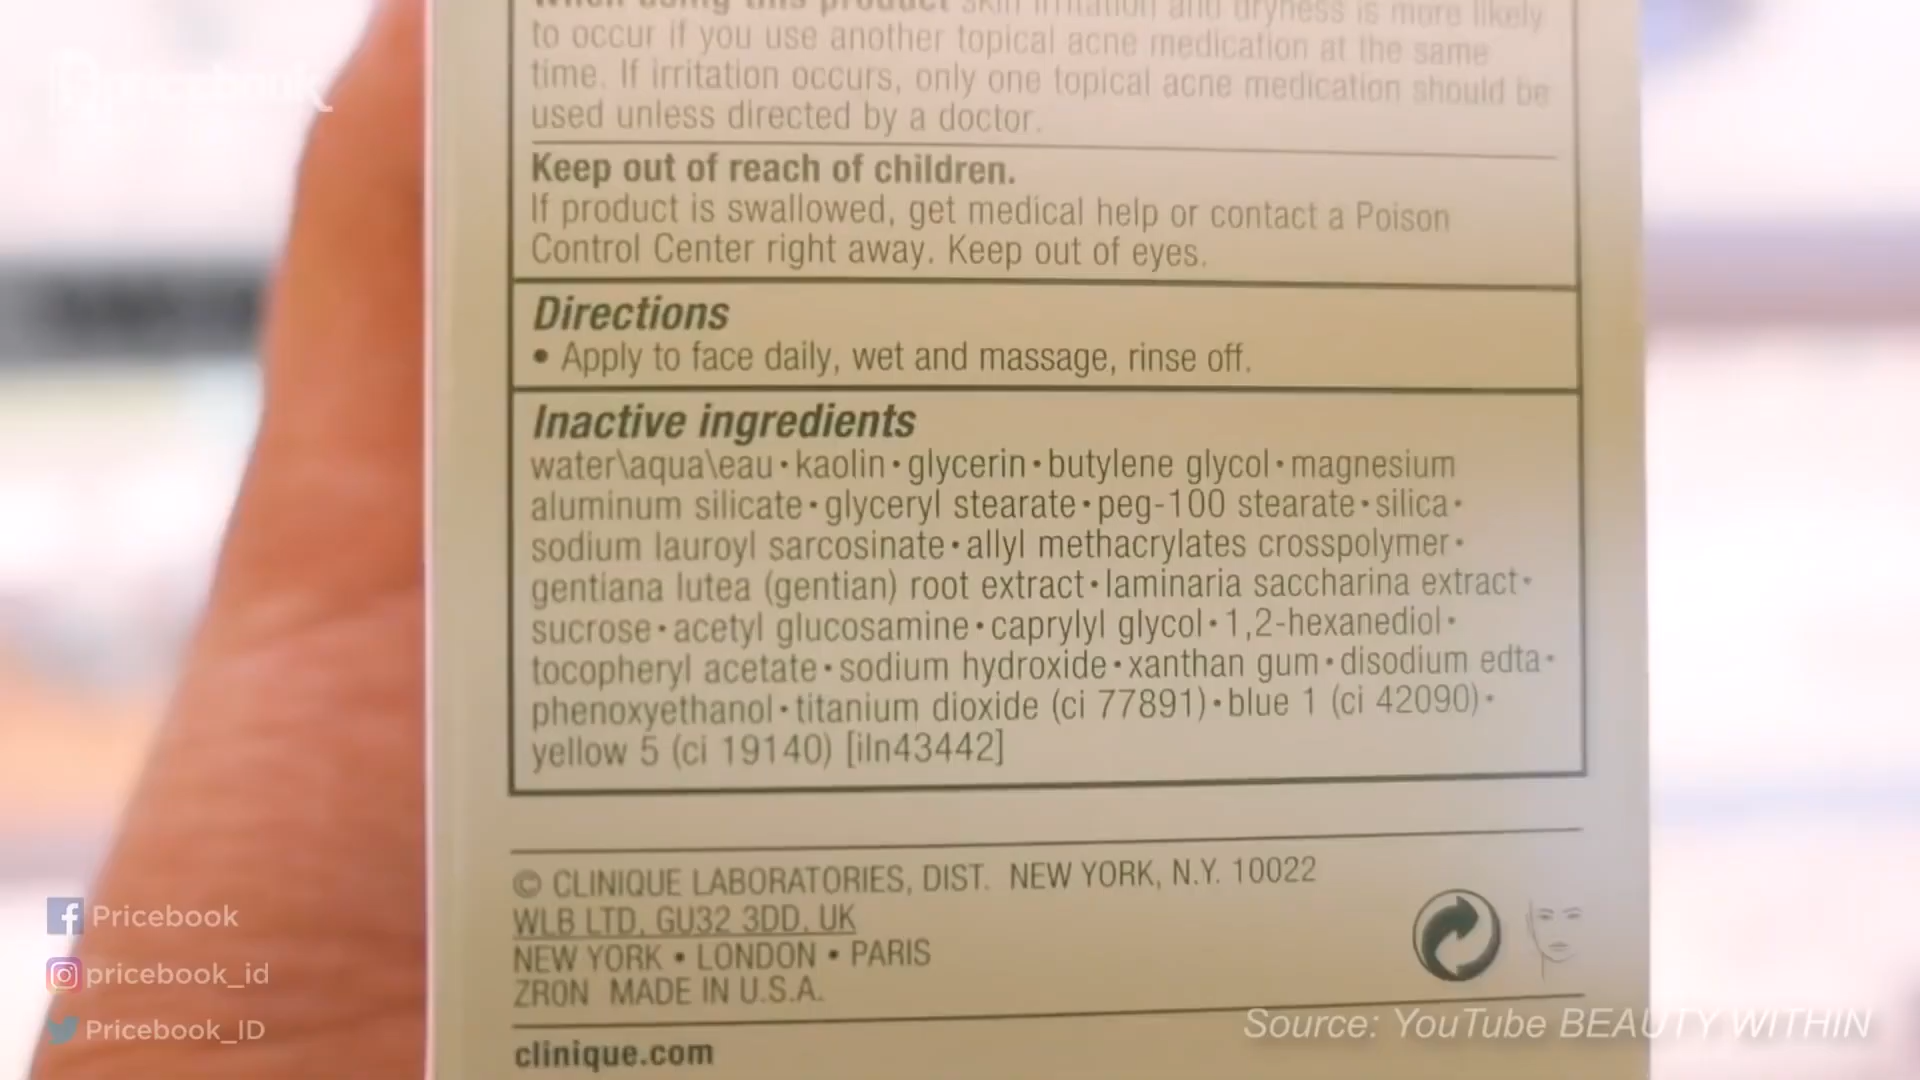 When using this product skin irritation and dryness is more likely
to occur if you use another topical acne medication at the same
time. If irritation occurs, only one topical acne medication should be
used unless directed by a doctor.
Keep out of reach of children.
If product is swallowed, get medical help or contact a Poison
Control Center right away. Keep out of eyes.
Directions
• Apply to face daily, wet and massage, rinse off.
Inactive ingredients
water\aqua\eau • kaolin • glycerin • butylene glycol • magnesium
aluminum silicate • glyceryl stearate • peg-100 stearate • silica •
sodium lauroyl sarcosinate • allyl methacrylates crosspolymer •
gentiana lutea (gentian) root extract • laminaria saccharina extract •
sucrose • acetyl glucosamine • caprylyl glycol • 1,2-hexanediol •
tocopheryl acetate • sodium hydroxide • xanthan gum • disodium edta •
phenoxyethanol • titanium dioxide (ci 77891) • blue 1 (ci 42090) •
yellow 5 (ci 19140) [iln43442]
© CLINIQUE LABORATORIES, DIST. NEW YORK, N.Y. 10022
WLB LTD, GU32 3DD, UK
NEW YORK • LONDON • PARIS
ZR0N MADE IN U.S.A.
clinique.com
Pricebook
Pricebook
pricebook_id
Pricebook_ID
Source: YouTube BEAUTY WITHIN